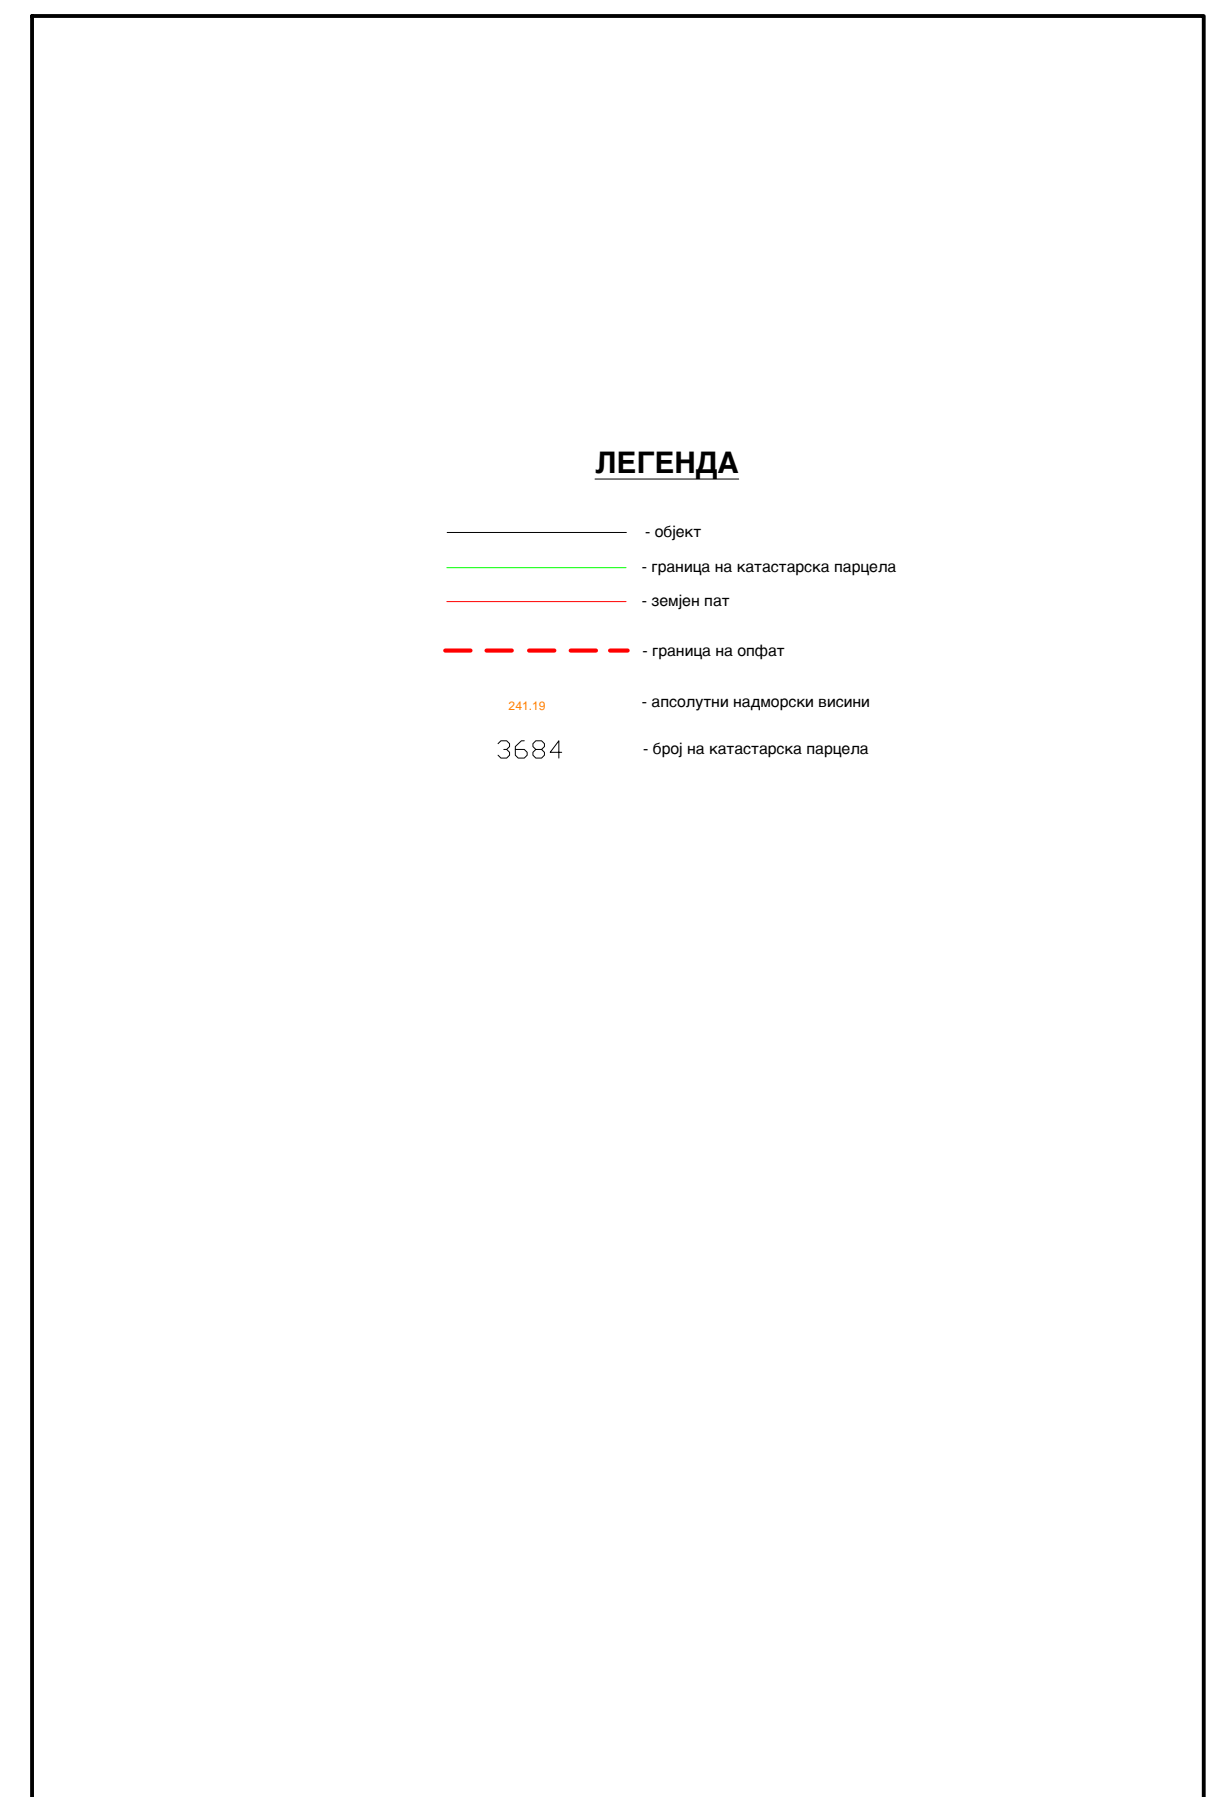 ЛЕГЕНДА
- објект
- граница на катастарска парцела
- земјен пат
- граница на опфат
241.19 - апсолутни надморски висини
3684 - број на катастарска парцела